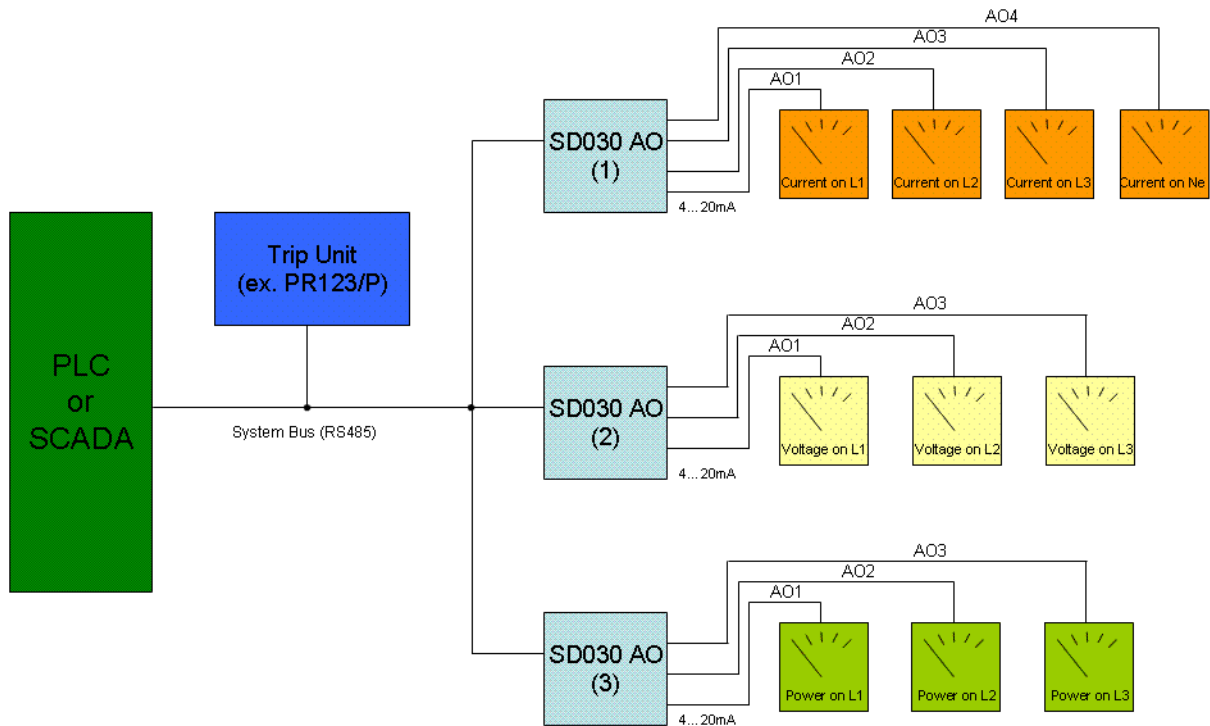 AO4
AO3
AO2
AO1
SD030 AO
(1)
4...20mA
Current on L1
Current on L2
Current on L3
Current on Ne
Trip Unit
(ex. PR123/P)
PLC
or
SCADA
System Bus (RS485)
AO3
AO2
AO1
SD030 AO
(2)
4...20mA
Voltage on L1
Voltage on L2
Voltage on L3
AO3
AO2
AO1
SD030 AO
(3)
4...20mA
Power on L1
Power on L2
Power on L3